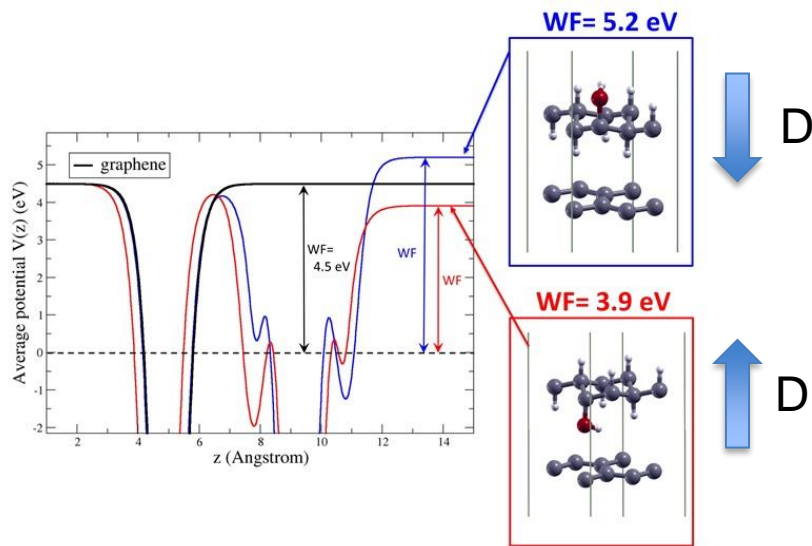 WF= 5.2 eV
D
graphene
5
4
3
2
1
0
-1
-2
Average potential V(z) (eV)
WF=
4.5 eV
WF
WF
2
4
6
8
10
12
14
z (Angstrom)
WF= 3.9 eV
D